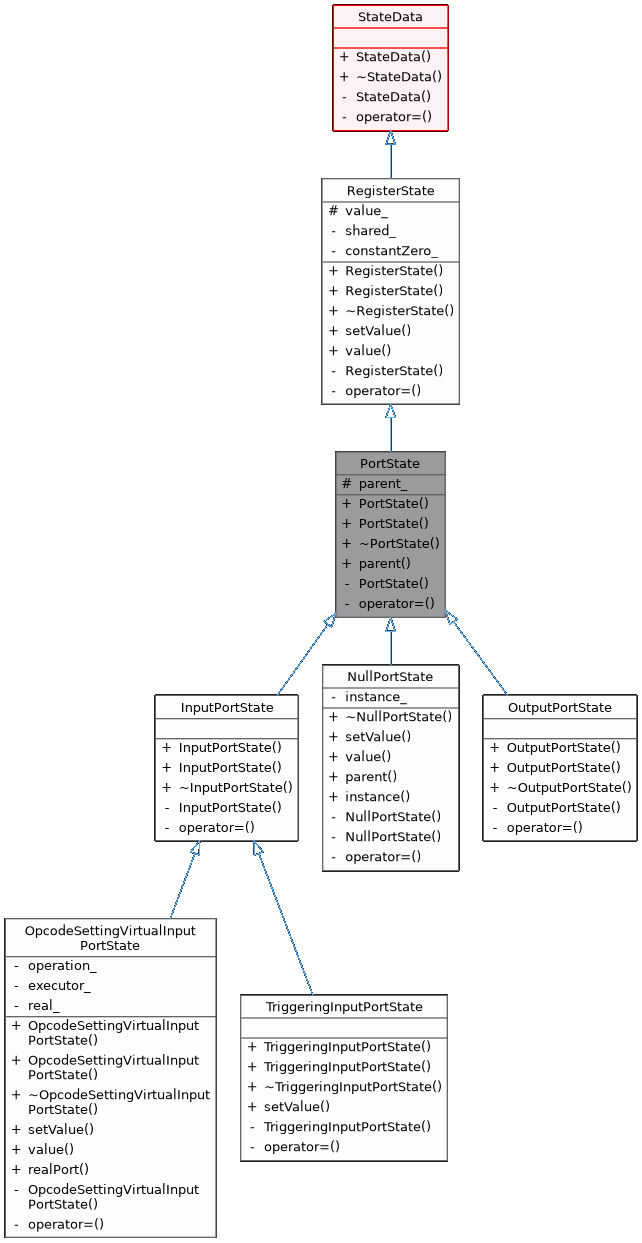 StateData
+ StateData()
+ ~StateData()
- StateData()
- operator=()
RegisterState
# value_
- shared_
- constantZero_
+ RegisterState()
+ RegisterState()
+ ~RegisterState()
+ setValue()
+ value()
- RegisterState()
- operator=()
PortState
# parent_
+ PortState()
+ PortState()
+ ~PortState()
+ parent()
- PortState()
- operator=()
InputPortState
+ InputPortState()
+ InputPortState()
+ ~InputPortState()
- InputPortState()
- operator=()
NullPortState
- instance_
+ ~NullPortState()
+ setValue()
+ value()
+ parent()
+ instance()
- NullPortState()
- NullPortState()
- operator=()
OutputPortState
+ OutputPortState()
+ OutputPortState()
+ ~OutputPortState()
- OutputPortState()
- operator=()
OpcodeSettingVirtualInput
PortState
- operation_
- executor_
- real_
+ OpcodeSettingVirtualInput
PortState()
+ OpcodeSettingVirtualInput
PortState()
+ ~OpcodeSettingVirtualInput
PortState()
+ setValue()
+ value()
+ realPort()
- OpcodeSettingVirtualInput
PortState()
- operator=()
TriggeringInputPortState
+ TriggeringInputPortState()
+ TriggeringInputPortState()
+ ~TriggeringInputPortState()
+ setValue()
- TriggeringInputPortState()
- operator=()